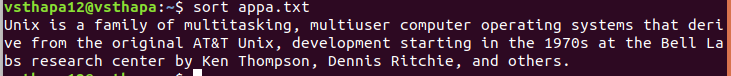 vsthapa12@vsthapa:~$ sort appa.txt
Unix is a family of multitasking, multiuser computer operating systems that deri
ve from the original AT&T Unix, development starting in the 1970s at the Bell La
bs research center by Ken Thompson, Dennis Ritchie, and others.